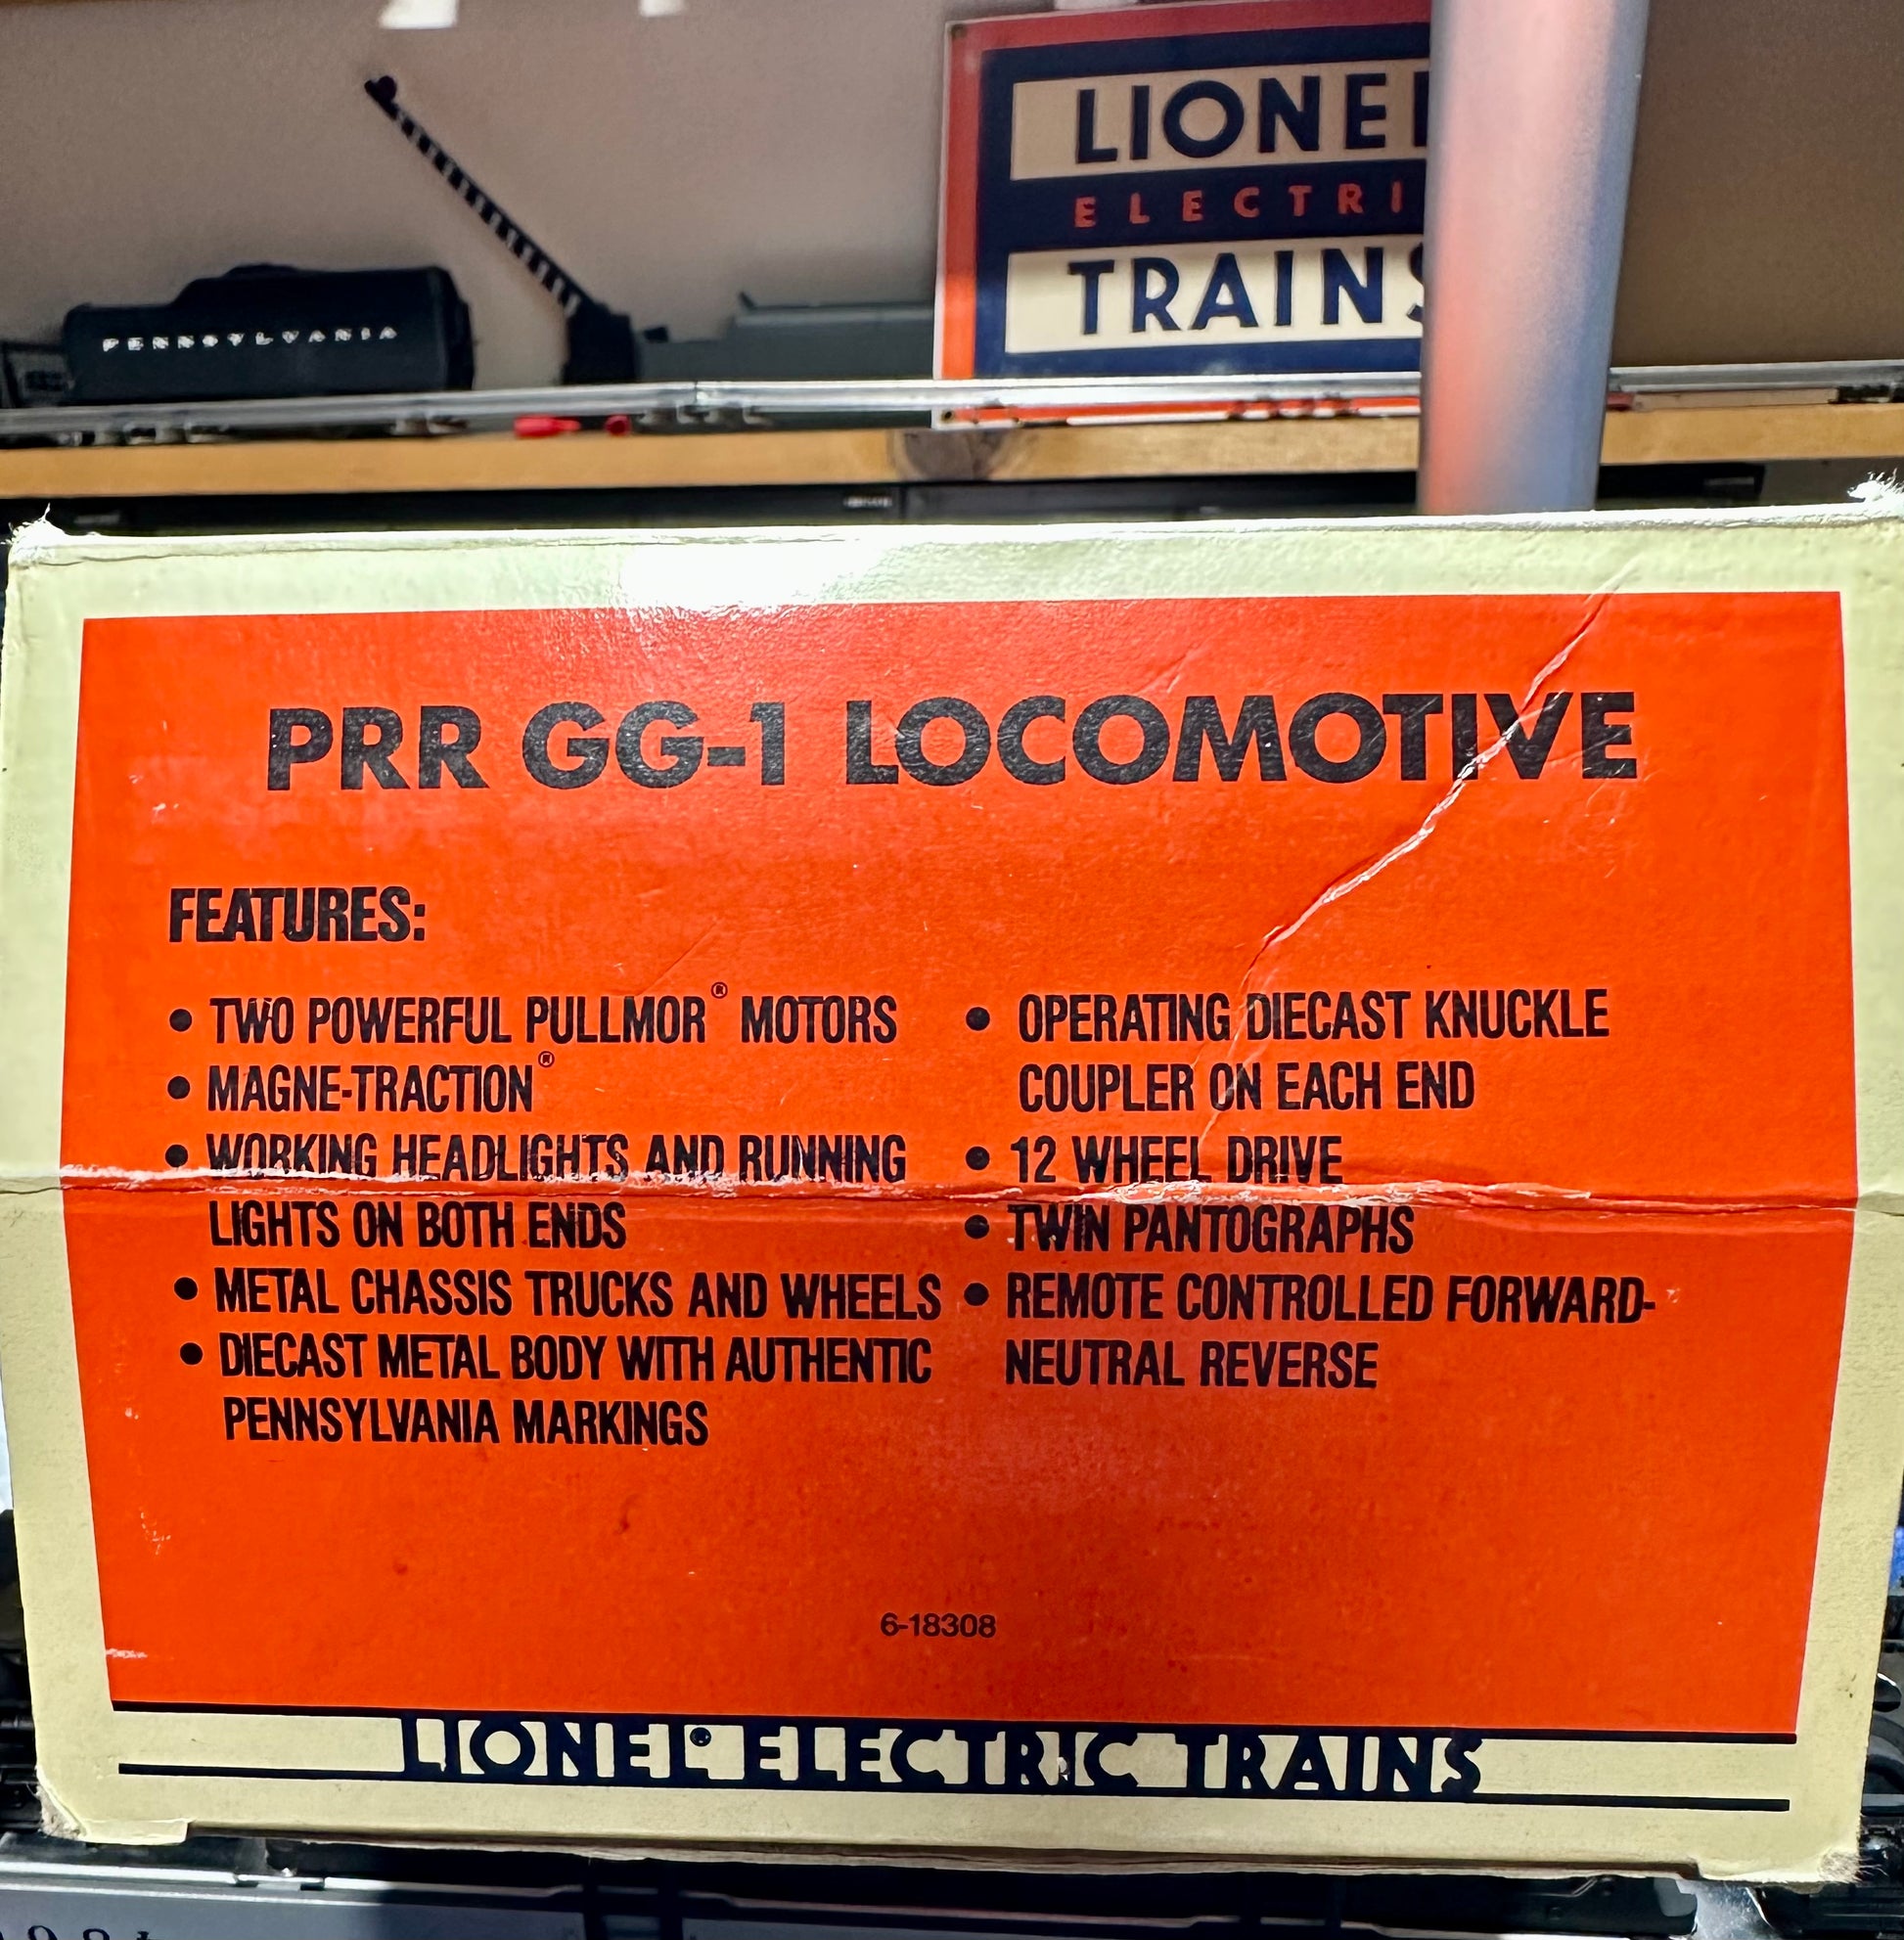 PENNSYLVANIA
LIONEL
ELECTRI
TRAINS
PRR GG-1 LOCOMOTIVE
FEATURES:
• TWO POWERFUL PULLMOR® MOTORS
• MAGNE-TRACTION®
• WORKING HEADLIGHTS AND RUNNING
LIGHTS ON BOTH ENDS
• METAL CHASSIS TRUCKS AND WHEELS
• DIECAST METAL BODY WITH AUTHENTIC
PENNSYLVANIA MARKINGS
• OPERATING DIECAST KNUCKLE
COUPLER ON EACH END
• 12 WHEEL DRIVE
• TWIN PANTOGRAPHS
• REMOTE CONTROLLED FORWARD-
NEUTRAL REVERSE
6-18308
LIONEL® ELECTRIC TRAINS